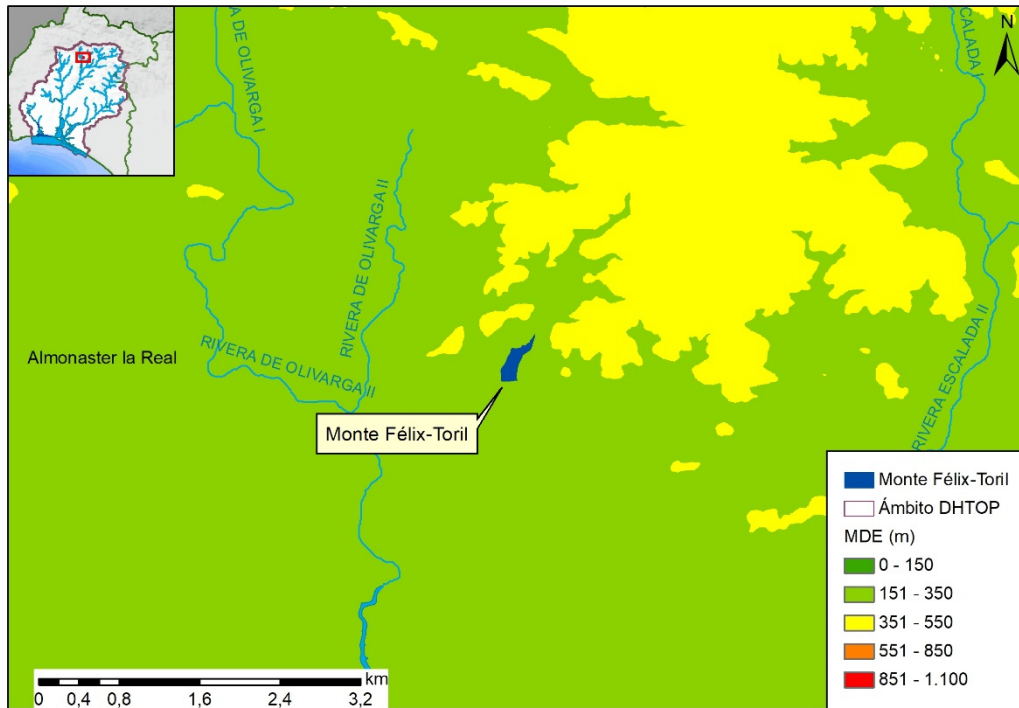 A DE OLIVARGA I
ESCALADA I
N
RIVERA DE OLIVARGA II
Almonaster la Real
RIVERA DE OLIVARGA II
RIVERA ESCALADA II
Monte Félix-Toril
Monte Félix-Toril
Ámbito DHTOP
MDE (m)
0 - 150
151 - 350
351 - 550
551 - 850
851 - 1.100
km
0 0,4 0,8 1,6 2,4 3,2